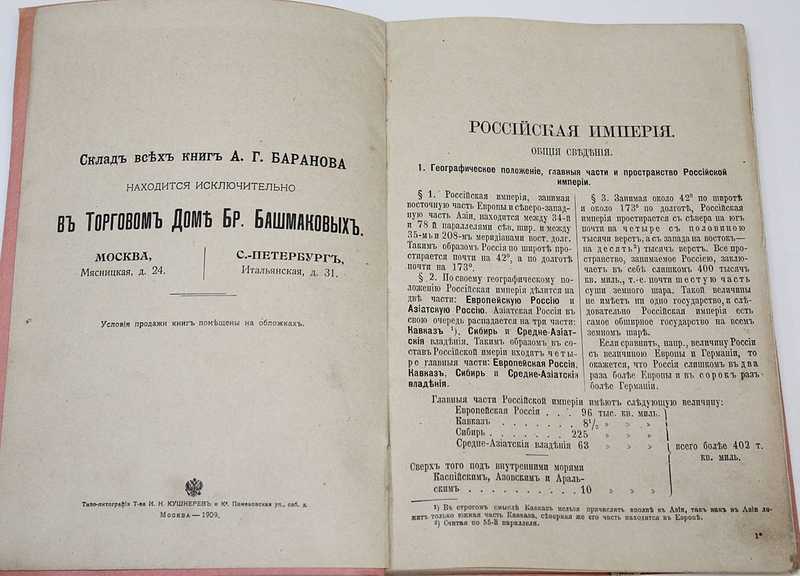 Складъ всѣхъ книгъ А. Г. БАРАНОВА
НАХОДИТСЯ ИСКЛЮЧИТЕЛЬНО
въ Торговомъ Домѣ Бр. Башмаковыхъ.
МОСКВА,
Мясницкая, д. 24.
С.-ПЕТЕРБУРГЪ,
Итальянская, д. 31.
Условія продажи книгъ помѣщены на обложкахъ.
Типо-литографія Т-ва И. Н. КУШНЕРЕВЪ и Ко. Пименовская ул., соб. д.
Москва—1909.
РОССІЙСКАЯ ИМПЕРІЯ.
ОБЩІЯ СВѢДѢНІЯ.
1. Географическое положеніе, главныя части и пространство Россійской
имперіи.
§ 1. Россійская имперія, занимая
восточную часть Европы и сѣверо-запад-
ную часть Азіи, находится между 34-й
и 78 й параллелями сѣв. шир. и между
35-мъ и 208-мъ меридіанами вост. долг.
Такимъ образомъ Россія по широтѣ про-
стирается почти на 42°, а по долготѣ
почти на 173°.
§ 2. По своему географическому по-
ложенію Россійская имперія дѣлится на
двѣ части: Европейскую Россію и
Азіатскую Россію. Азіатская Россія въ
свою очередь распадается на три части:
Кавказъ ¹), Сибирь и Средне-Азіат-
скія владѣнія. Такимъ образомъ въ со-
ставъ Россійской имперіи входятъ четы-
ре главныя части: Европейская Россія,
Кавказъ, Сибирь и Средне-Азіатскія
владѣнія.
§ 3. Занимая около 42° по широтѣ
и около 173° по долготѣ, Россійская
имперія простирается съ сѣвера на югъ
почти на четыре съ половиною
тысячи верстъ, а съ запада на востокъ—
на десять²) тысячъ верстъ. Все про-
странство, занимаемое Россіею, заклю-
чаетъ въ себѣ слишкомъ 400 тысячъ
кв. миль, т.-е. почти шестую часть
суши земного шара. Такой величины
не имѣетъ ни одно государство, и слѣ-
довательно Россійская имперія есть
самое обширное государство на всемъ
земномъ шарѣ.
Если сравнить, напр., величину Россіи
съ величиною Европы и Германіи, то
окажется, что Россія слишкомъ въ два
раза болѣе Европы и въ сорокъ разъ
болѣе Германіи.
Главныя части Россійской имперіи имѣютъ слѣдующую величину:
Европейская Россія . . . 96 тыс. кв. миль.
Кавказъ . . . . . . . 8½ » » »
Сибирь . . . . . . . 225 » » »
Средне-Азіатскія владѣнія 63 » » »
всего болѣе 402 т.
кв. миль.
Сверхъ того подъ внутренними морями
Каспійскимъ, Азовскимъ и Араль-
скимъ . . . . . . . . . . 10 » » »
¹) Въ строгомъ смыслѣ Кавказъ нельзя причислять вполнѣ къ Азіи, такъ какъ въ Азіи ле-
житъ только южная часть Кавказа, сѣверная же его часть находится въ Европѣ.
²) Считая по 55-й параллели.
1*